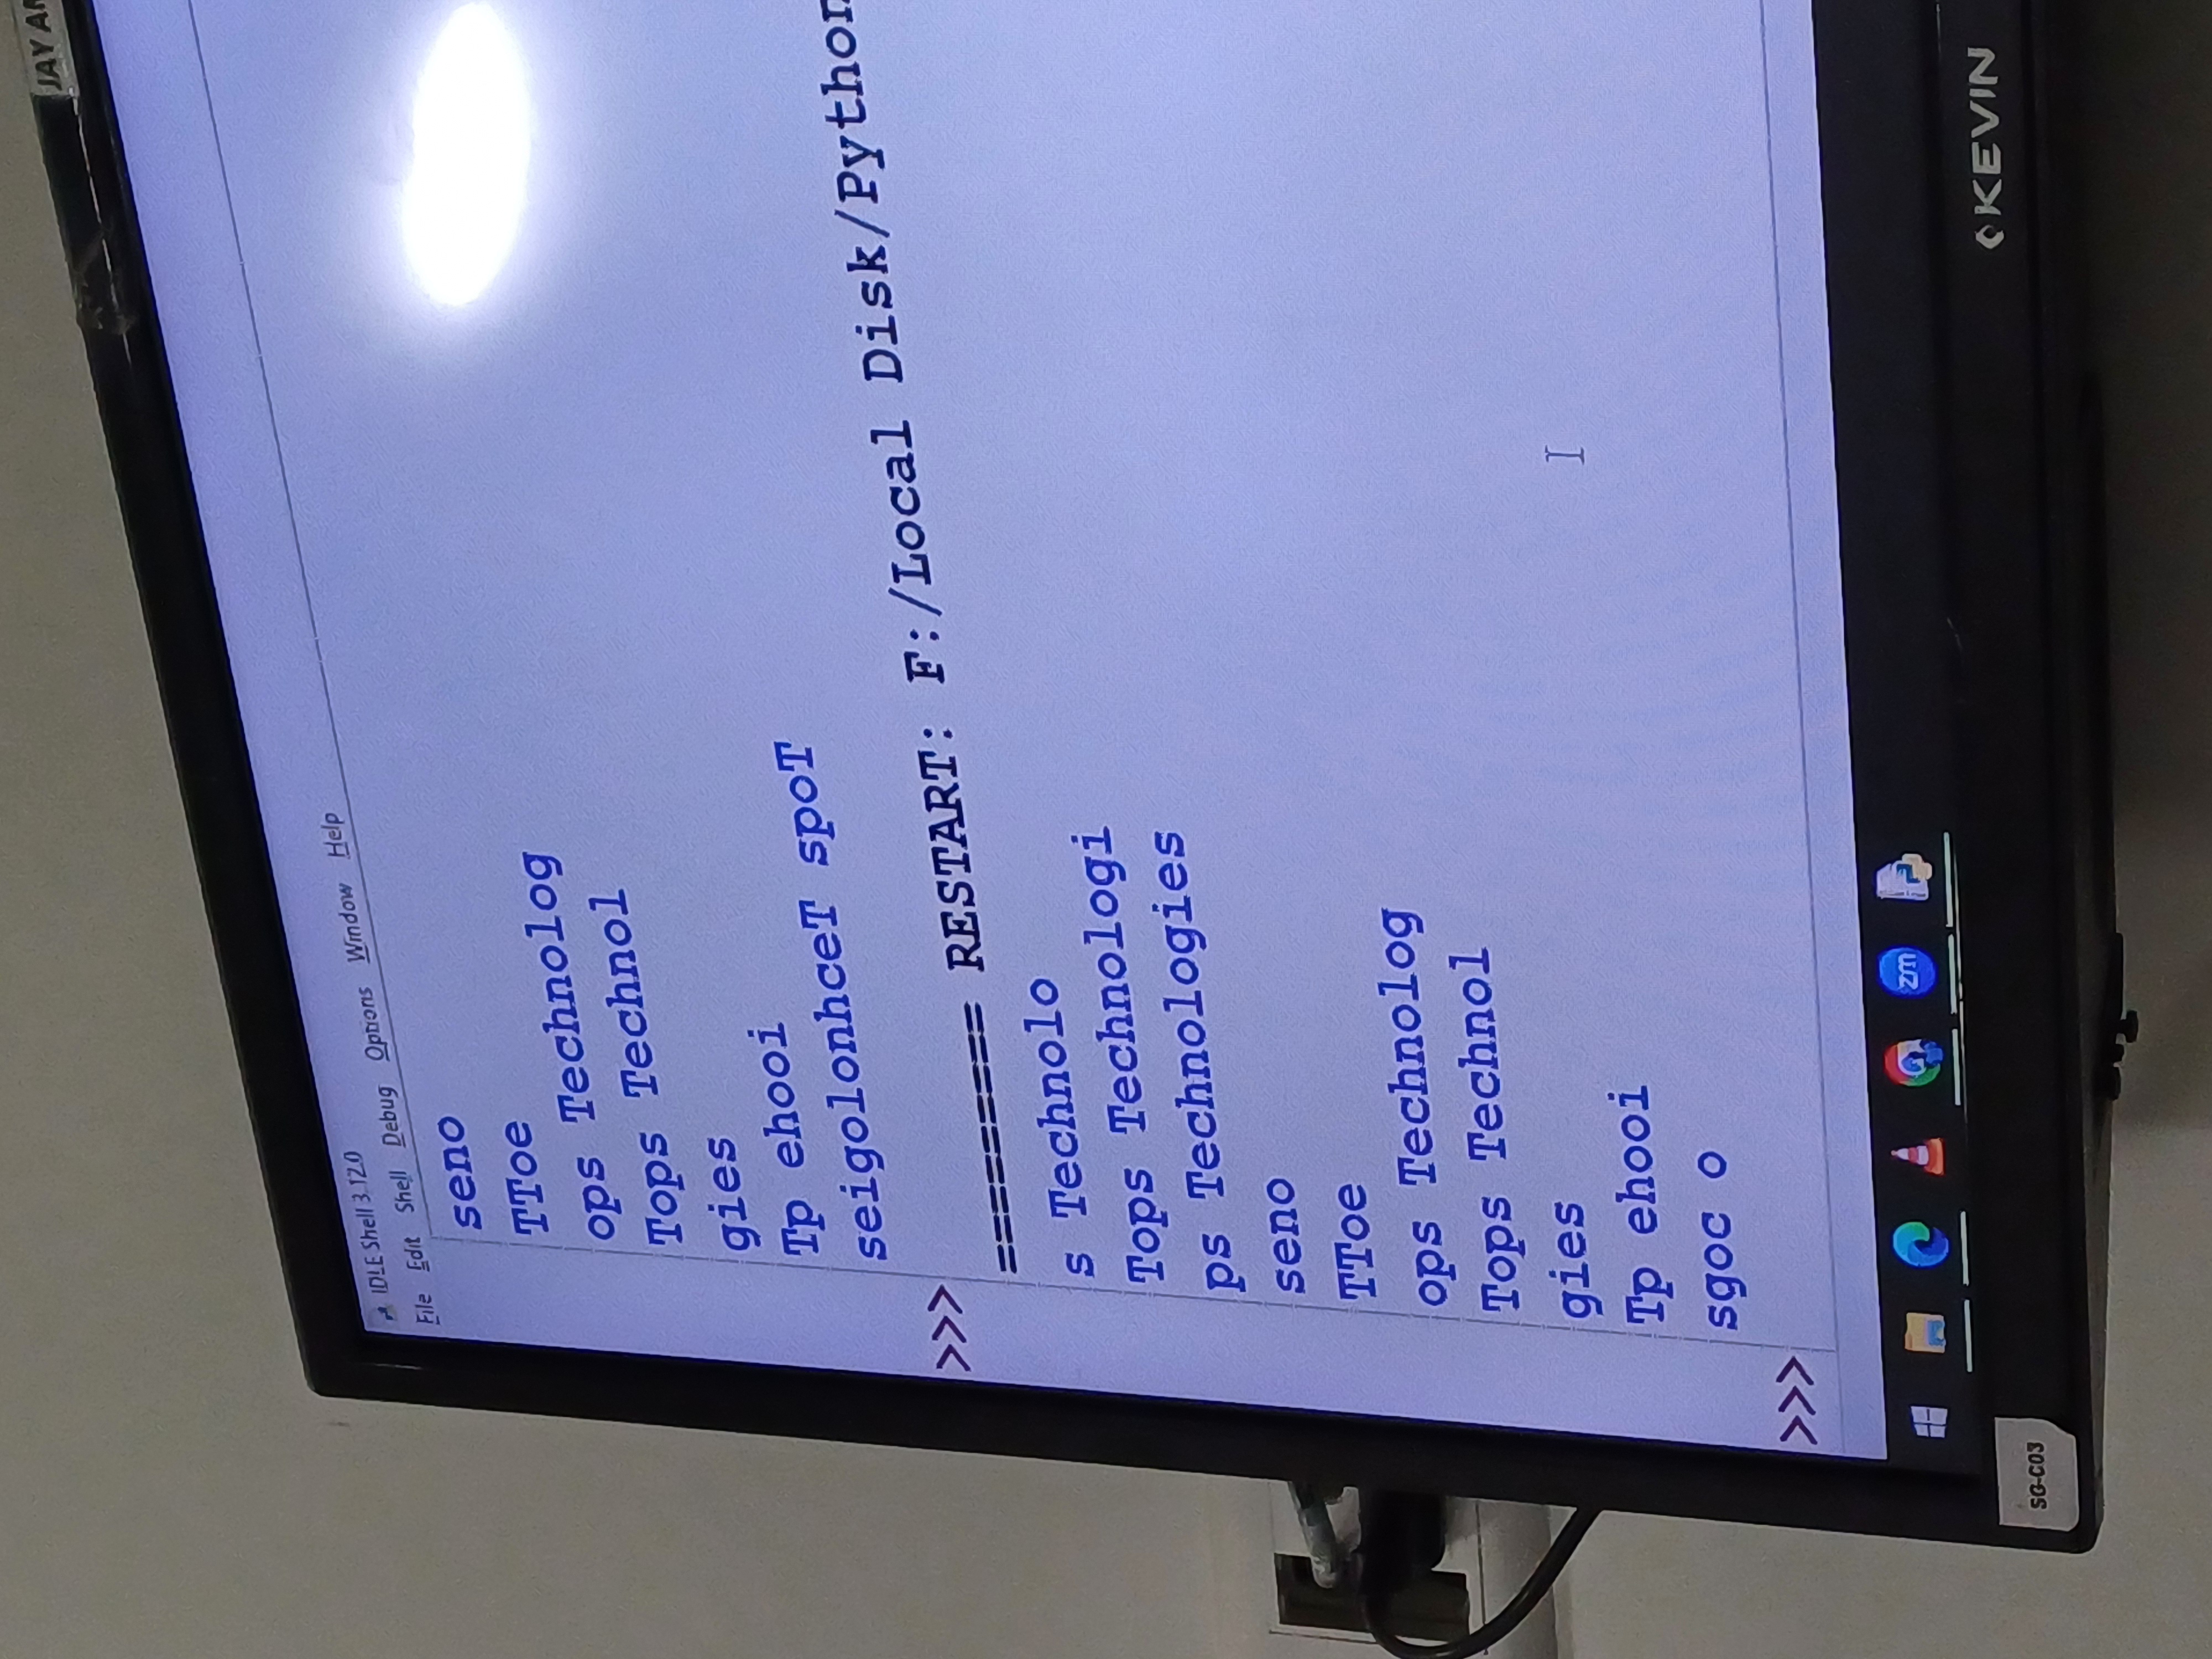 JAY
IDLE Shell 3.12.0
File Edit Shell Debug Options Window Help
seno
TToe
ops Technolog
Tops Technol
gies
Tp ehooi
seigolonhceT spoT
>>>
========= RESTART: F:/Local Disk/Python
s Technolo
Tops Technologi
ps Technologies
seno
TToe
ops Technolog
Tops Technol
gies
Tp ehooi
sgoc o
>>>
zm
KEVIN
SG-C03